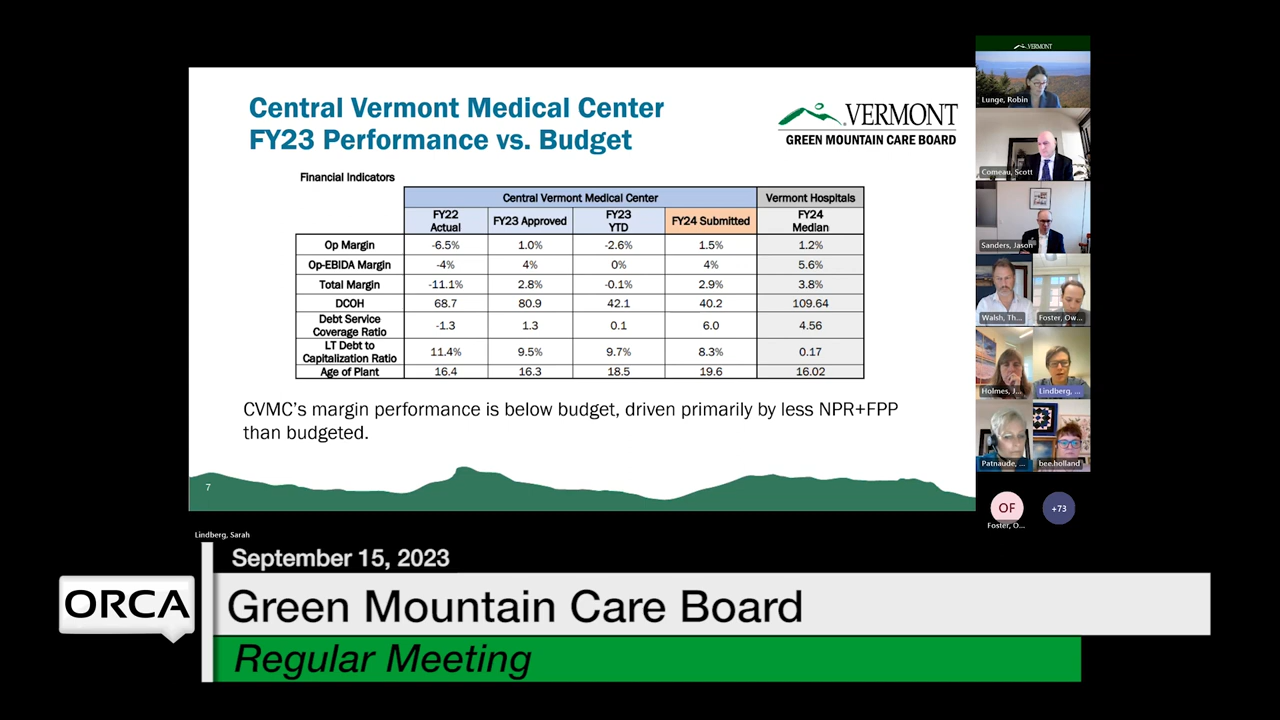 Central Vermont Medical Center
FY23 Performance vs. Budget
VERMONT
GREEN MOUNTAIN CARE BOARD
Financial Indicators
Central Vermont Medical Center Vermont Hospitals
FY22 Actual FY23 Approved FY23 YTD FY24 Submitted FY24 Median
Op Margin -6.5% 1.0% -2.6% 1.5% 1.2%
Op-EBIDA Margin -4% 4% 0% 4% 5.6%
Total Margin -11.1% 2.8% -0.1% 2.9% 3.8%
DCOH 68.7 80.9 42.1 40.2 109.64
Debt Service Coverage Ratio -1.3 1.3 0.1 6.0 4.56
LT Debt to Capitalization Ratio 11.4% 9.5% 9.7% 8.3% 0.17
Age of Plant 16.4 16.3 18.5 19.6 16.02
CVMC's margin performance is below budget, driven primarily by less NPR+FPP
than budgeted.
7
VERMONT
Lunge, Robin
Comeau, Scott
Sanders, Jason
Walsh, Th... Foster, Ow...
Holmes, J... Lindberg, ...
Patnaude, ... bee.holland
OF +73
Foster, O...
Lindberg, Sarah
September 15, 2023
ORCA
Green Mountain Care Board
Regular Meeting